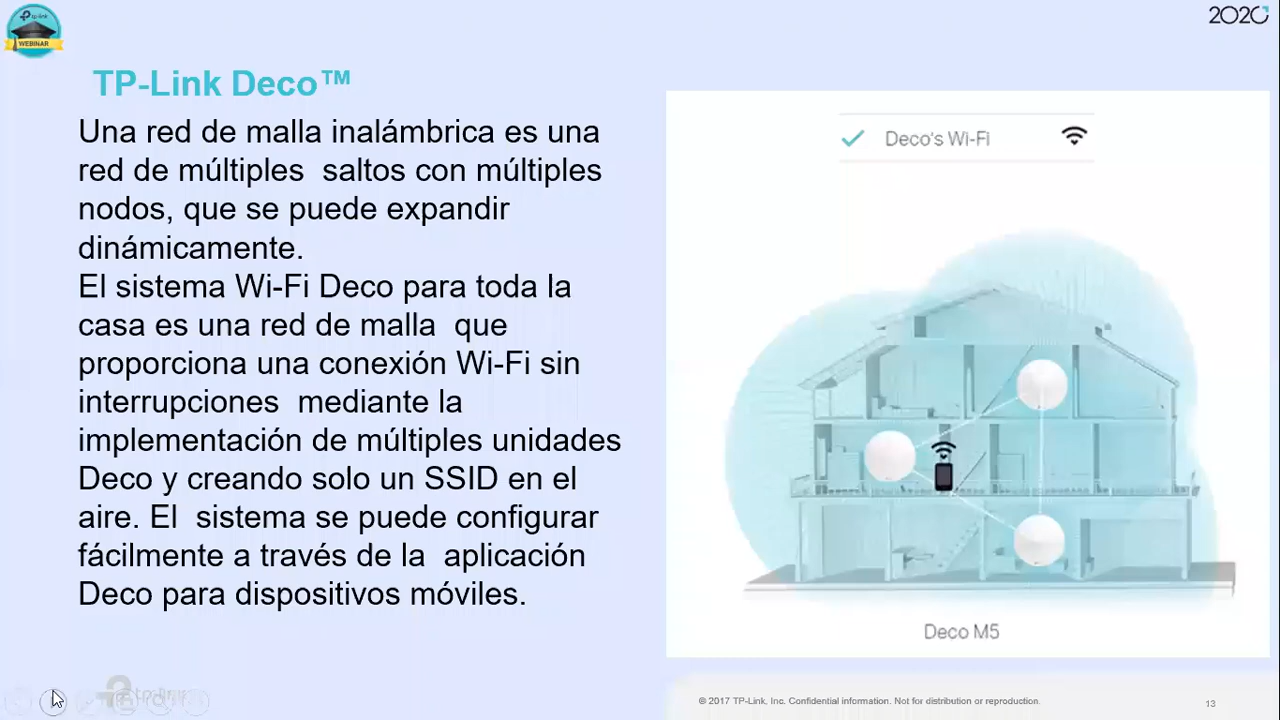 tp-link
WEBINAR
2020
TP-Link Deco™
Una red de malla inalámbrica es una
red de múltiples saltos con múltiples
nodos, que se puede expandir
dinámicamente.
El sistema Wi-Fi Deco para toda la
casa es una red de malla que
proporciona una conexión Wi-Fi sin
interrupciones mediante la
implementación de múltiples unidades
Deco y creando solo un SSID en el
aire. El sistema se puede configurar
fácilmente a través de la aplicación
Deco para dispositivos móviles.
Deco's Wi-Fi
Deco M5
tp-link
© 2017 TP-Link, Inc. Confidential information. Not for distribution or reproduction.
13